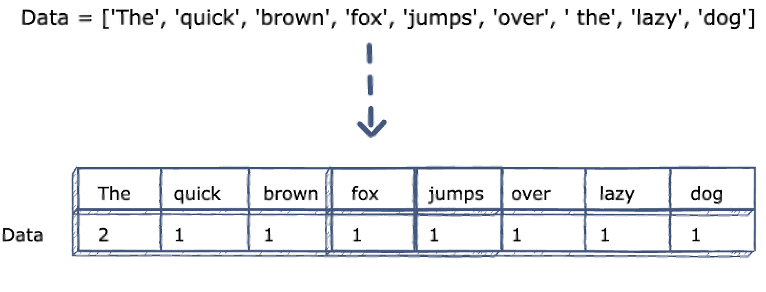 Data = ['The', 'quick', 'brown', 'fox', 'jumps', 'over', ' the', 'lazy', 'dog']
The quick brown fox jumps over lazy dog
Data 2 1 1 1 1 1 1 1